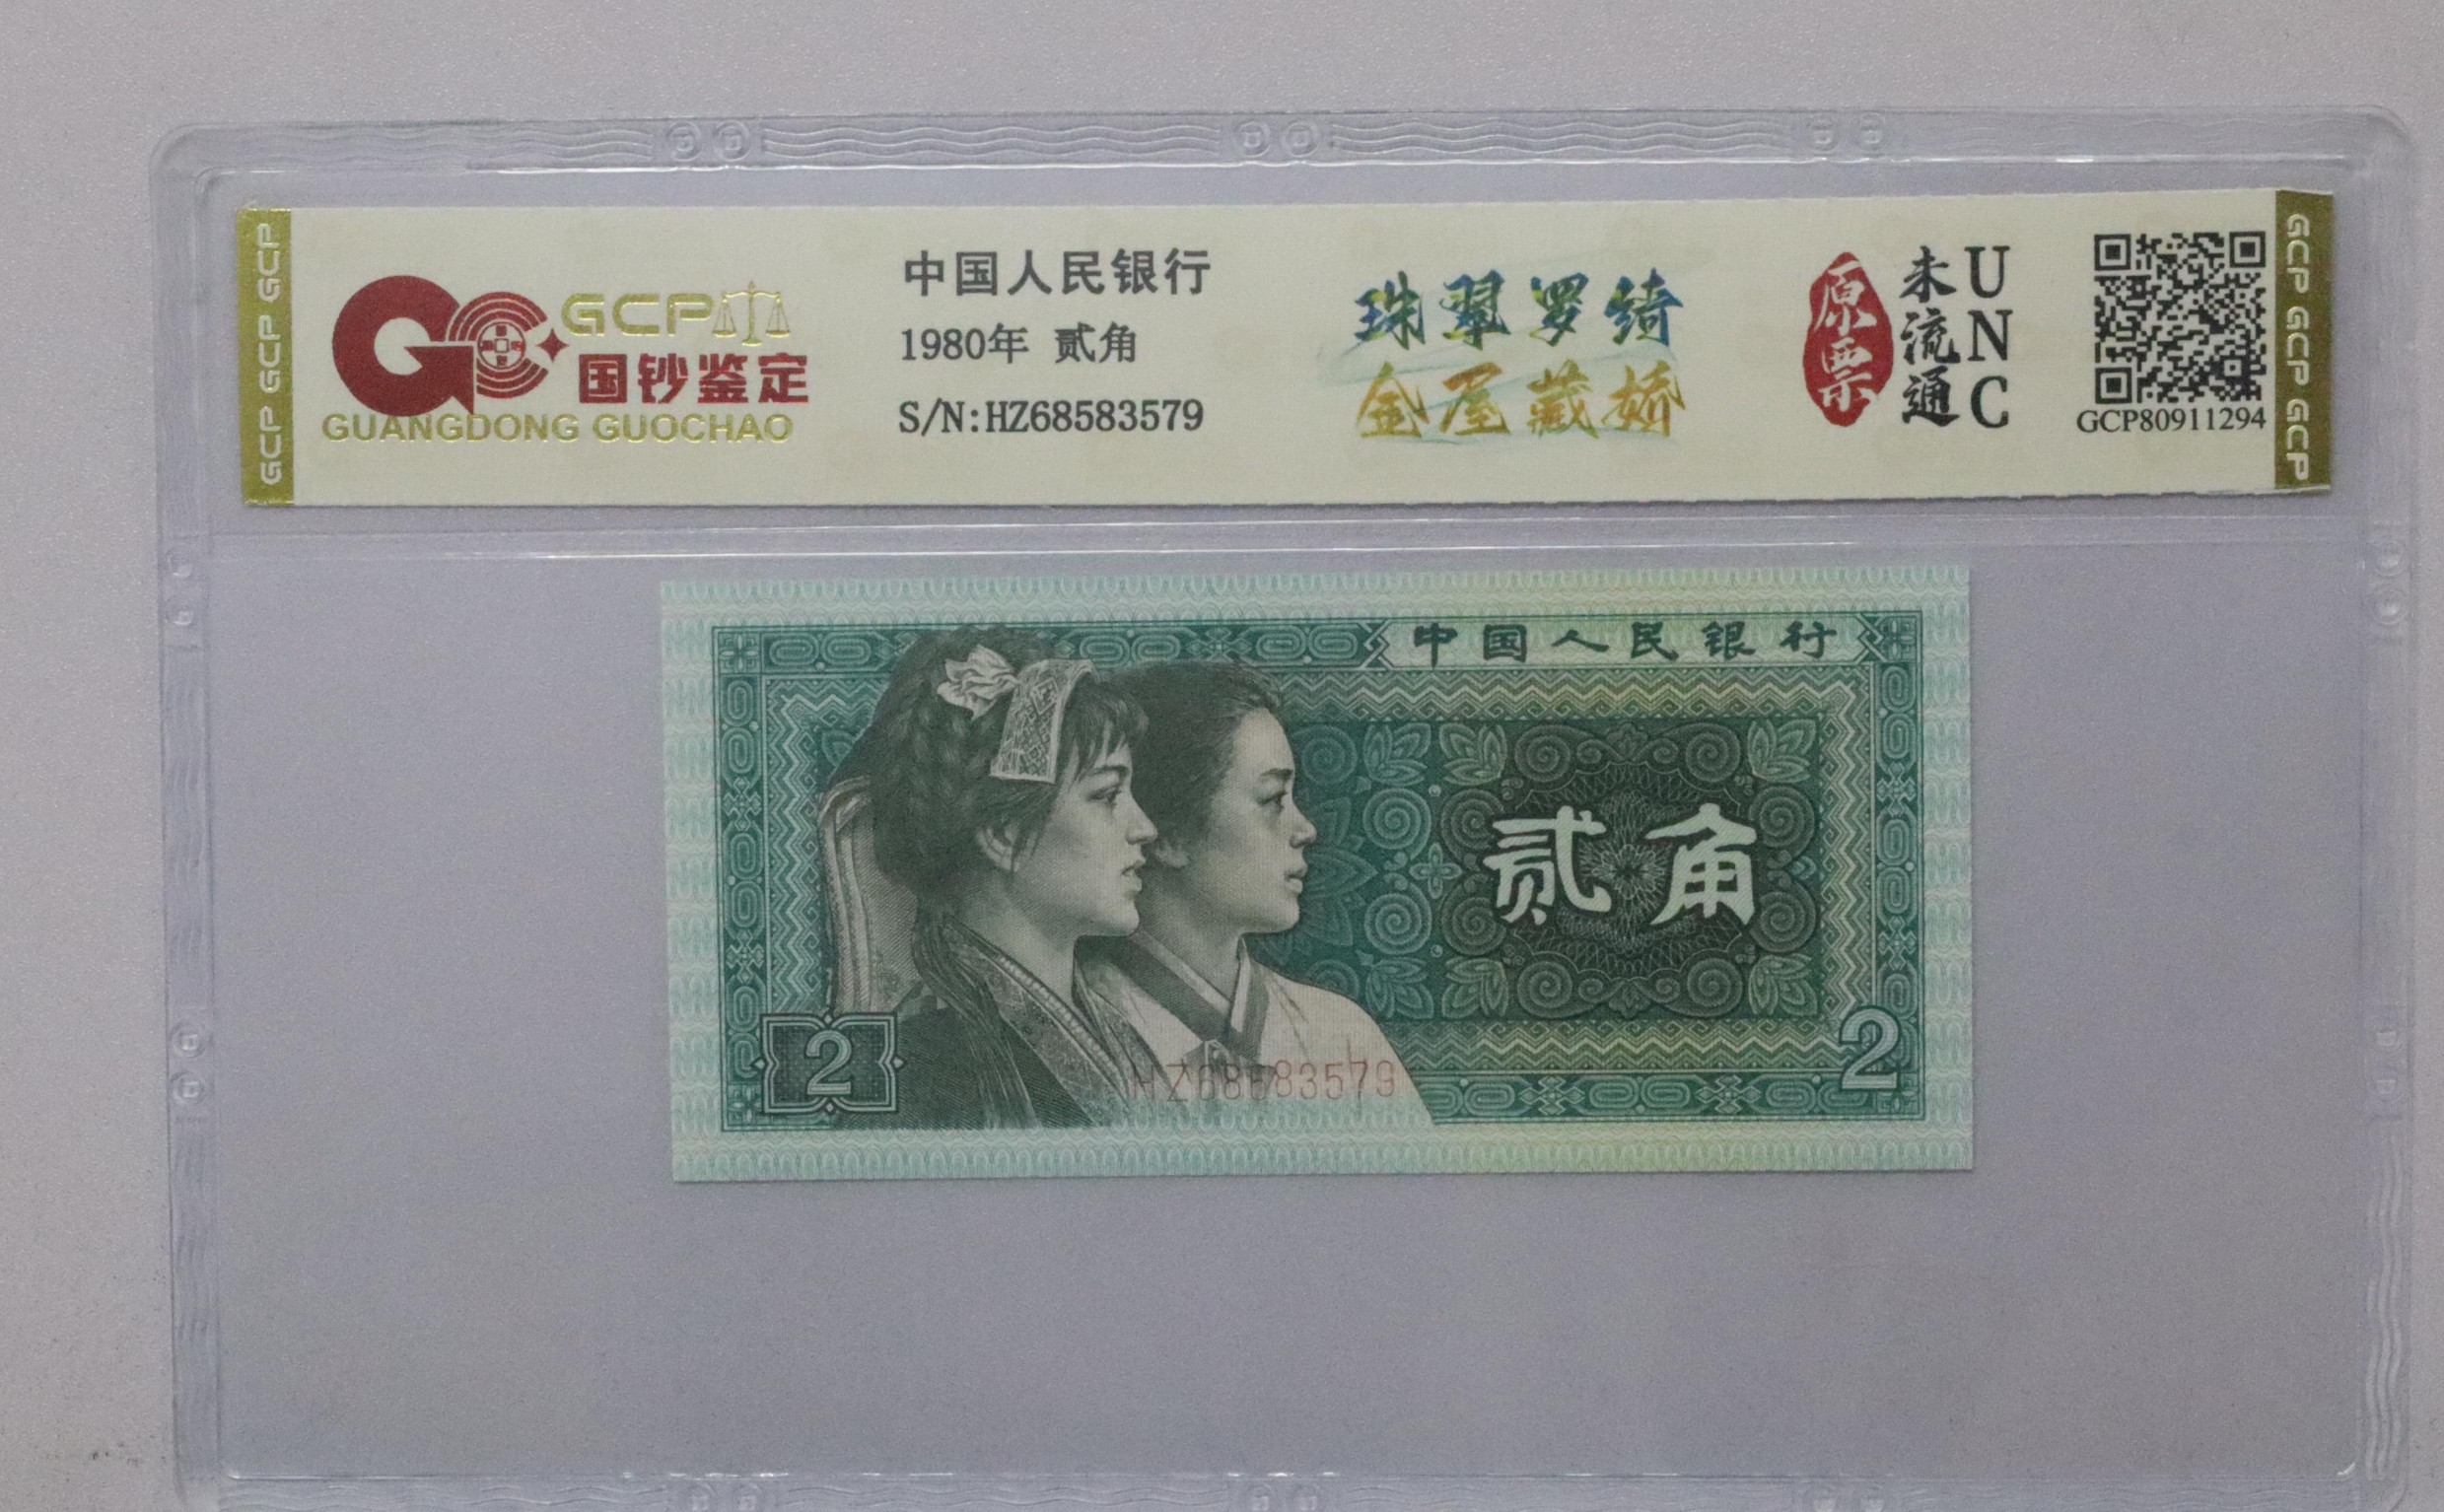 GCP GCP GCP
GCP
国钞鉴定
GUANGDONG GUOCHAO
中国人民银行
1980年 贰角
S/N:HZ68583579
珠翠罗绮
金屋藏娇
原票
未流通
UNC
GCP80911294
GCP GCP GCP
中国人民银行
贰角
2
HZ68583579
2